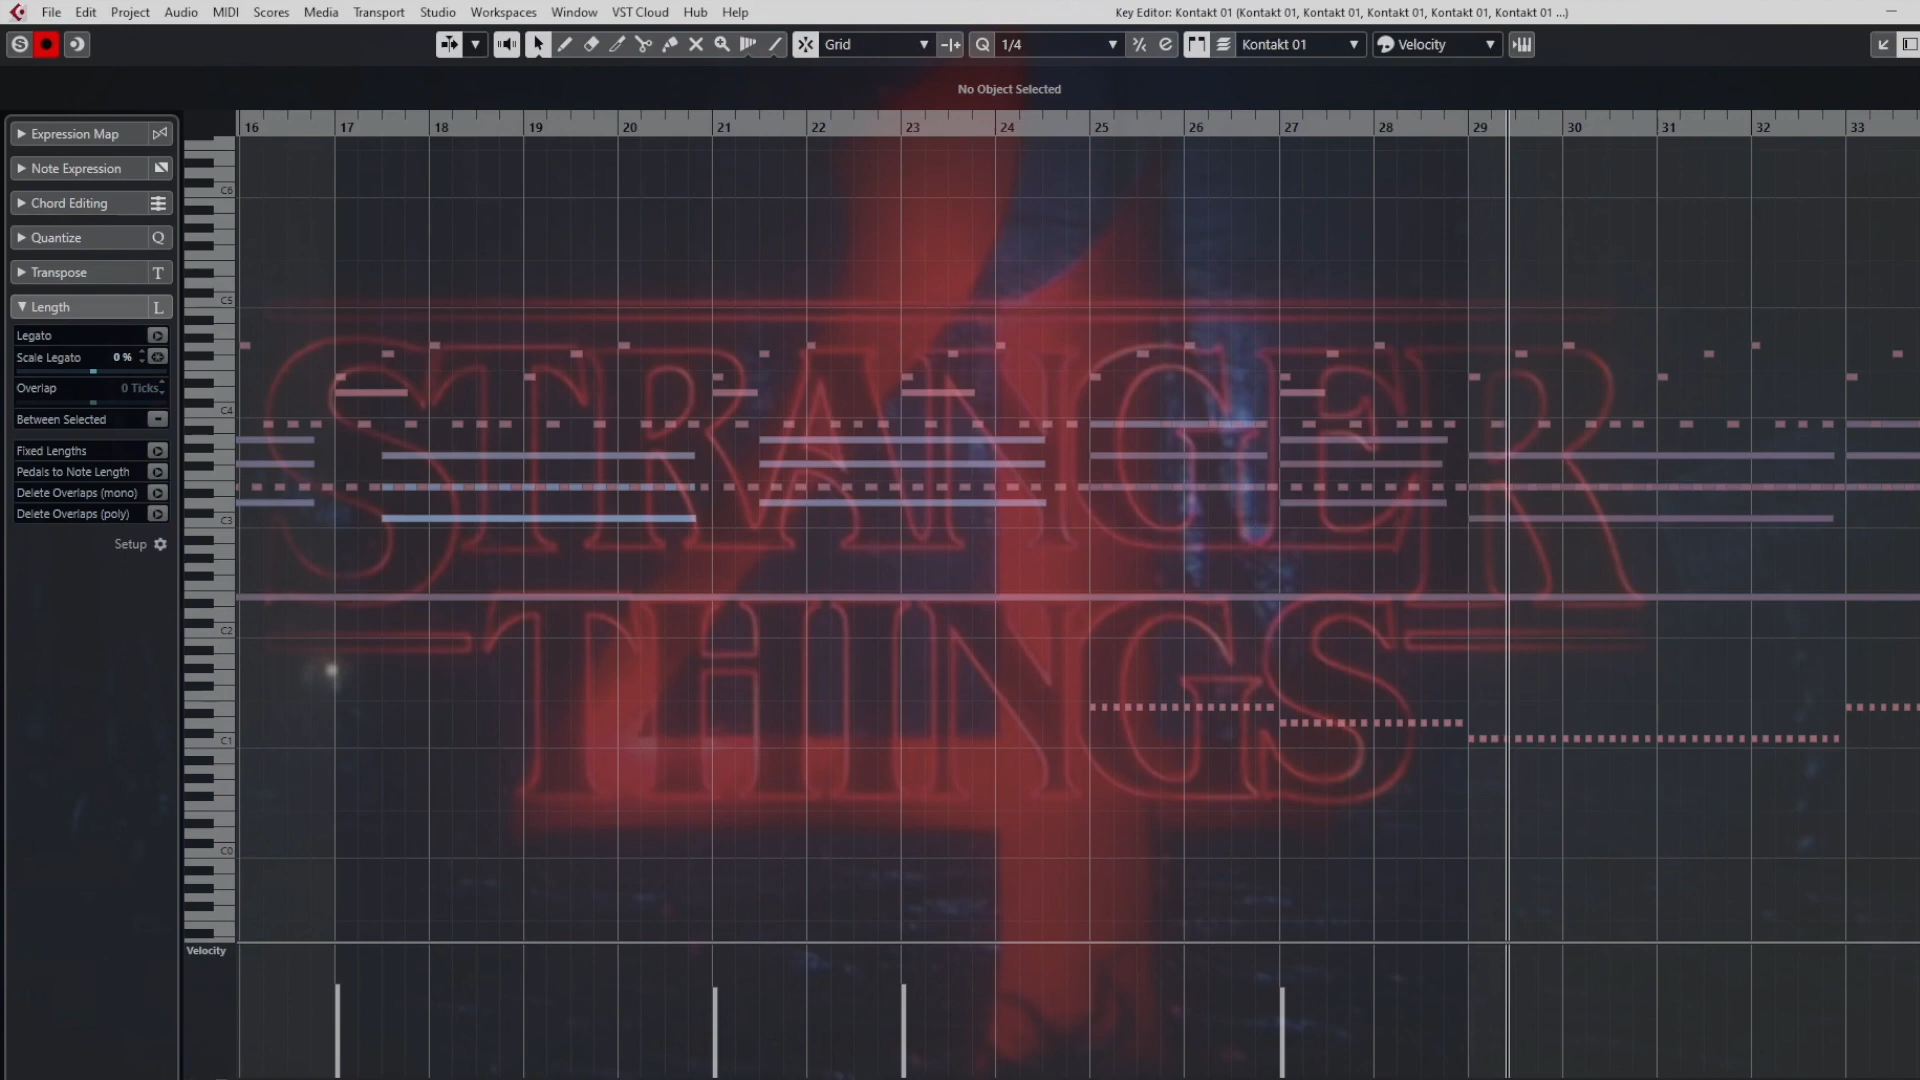 File Edit Project Audio MIDI Scores Media Transport Studio Workspaces Window VST Cloud Hub Help
Key Editor: Kontakt 01 (Kontakt 01, Kontakt 01, Kontakt 01, Kontakt 01, Kontakt 01 ...)
S Grid Q 1/4 Kontakt 01 Velocity
No Object Selected
16 17 18 19 20 21 22 23 24 25 26 27 28 29 30 31 32 33
Expression Map
Note Expression
Chord Editing
Quantize Q
Transpose T
Length L
Legato
Scale Legato 0 %
Overlap 0 Ticks
Between Selected
Fixed Lengths
Pedals to Note Length
Delete Overlaps (mono)
Delete Overlaps (poly)
Setup
C6
C5
C4
C3
C2
C1
C0
STRANGER
THINGS
4
Velocity